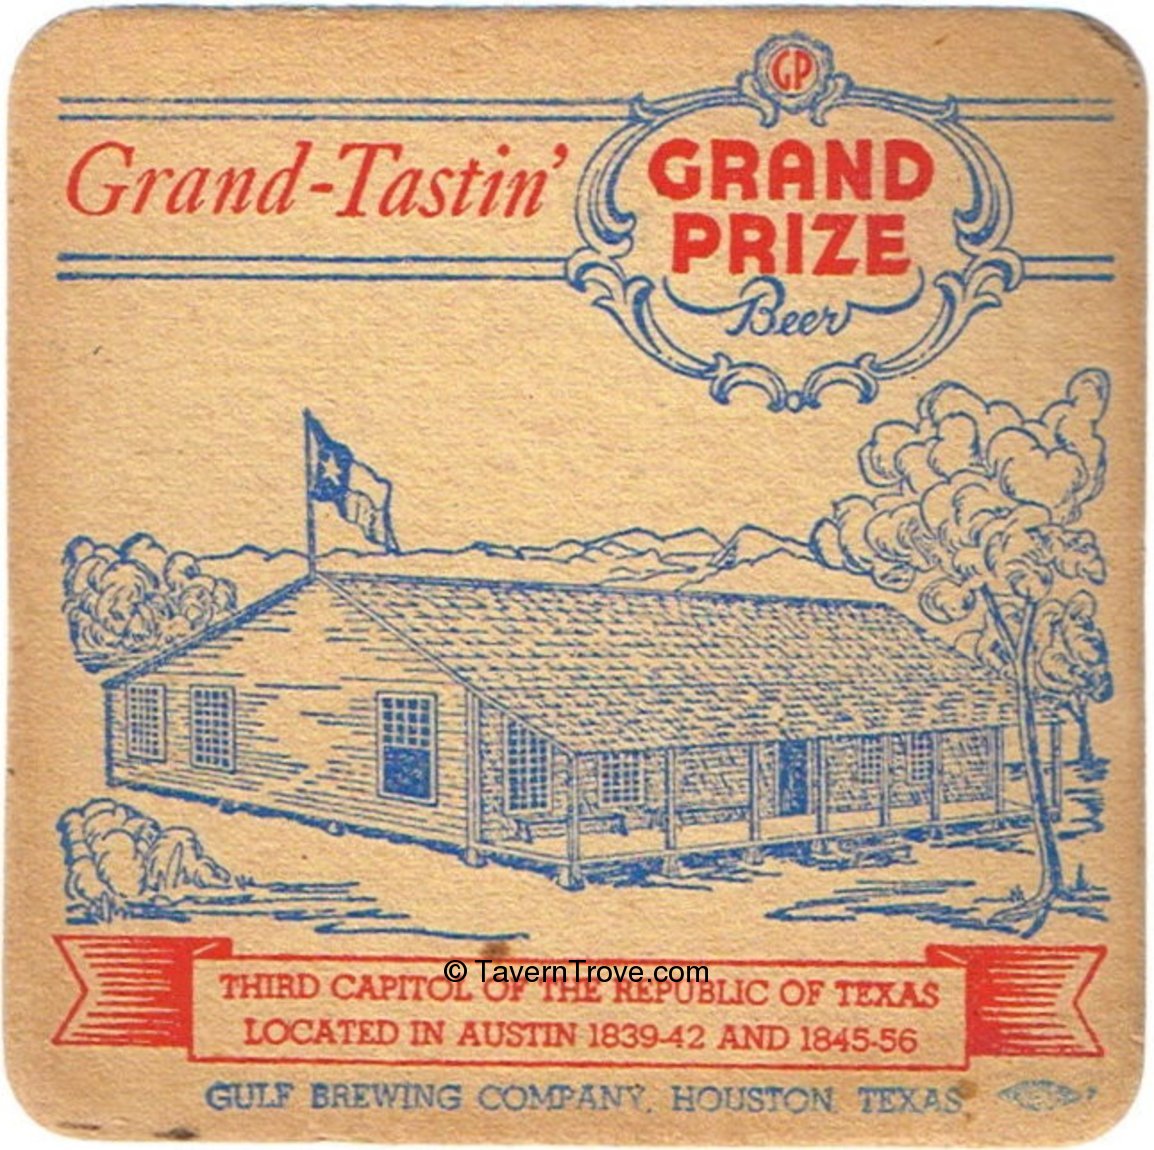 GP
Grand-Tastin'
GRAND
PRIZE
Beer
© TavernTrove.com
THIRD CAPITOL OF THE REPUBLIC OF TEXAS
LOCATED IN AUSTIN 1839-42 AND 1845-56
GULF BREWING COMPANY, HOUSTON, TEXAS